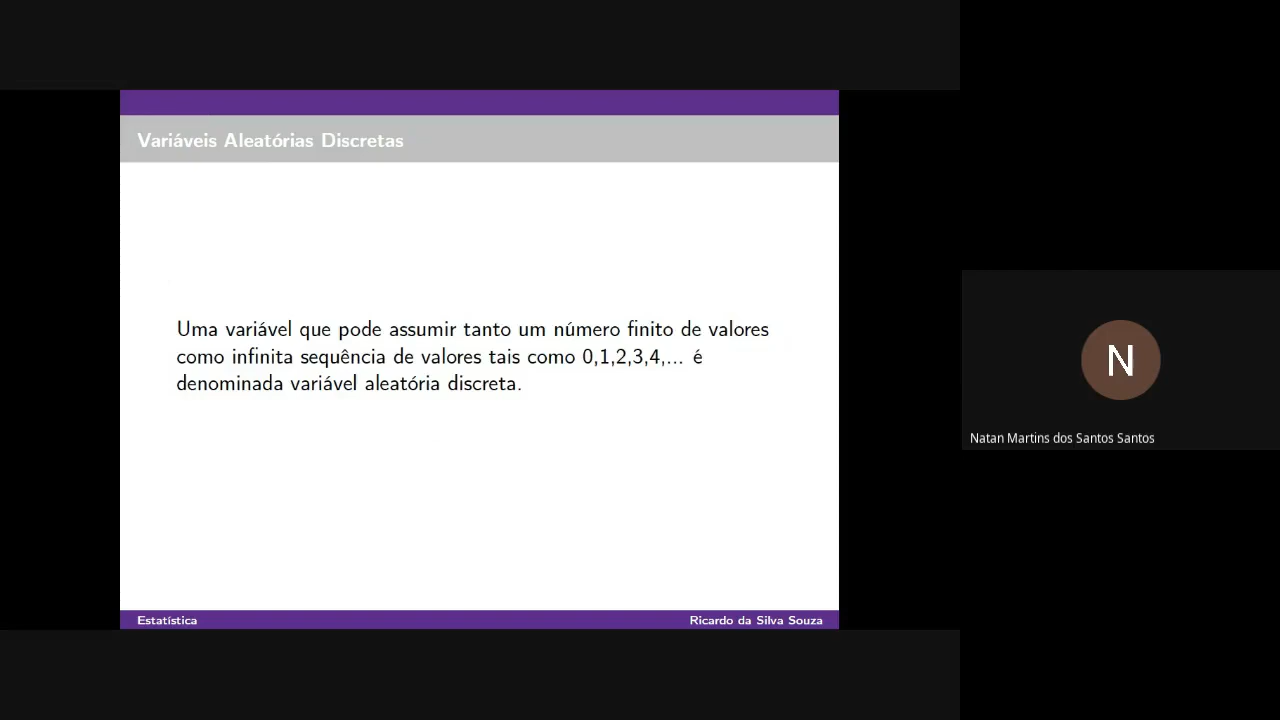 Variáveis Aleatórias Discretas
Uma variável que pode assumir tanto um número finito de valores
como infinita sequência de valores tais como 0,1,2,3,4,... é
denominada variável aleatória discreta.
Estatística
Ricardo da Silva Souza
N
Natan Martins dos Santos Santos